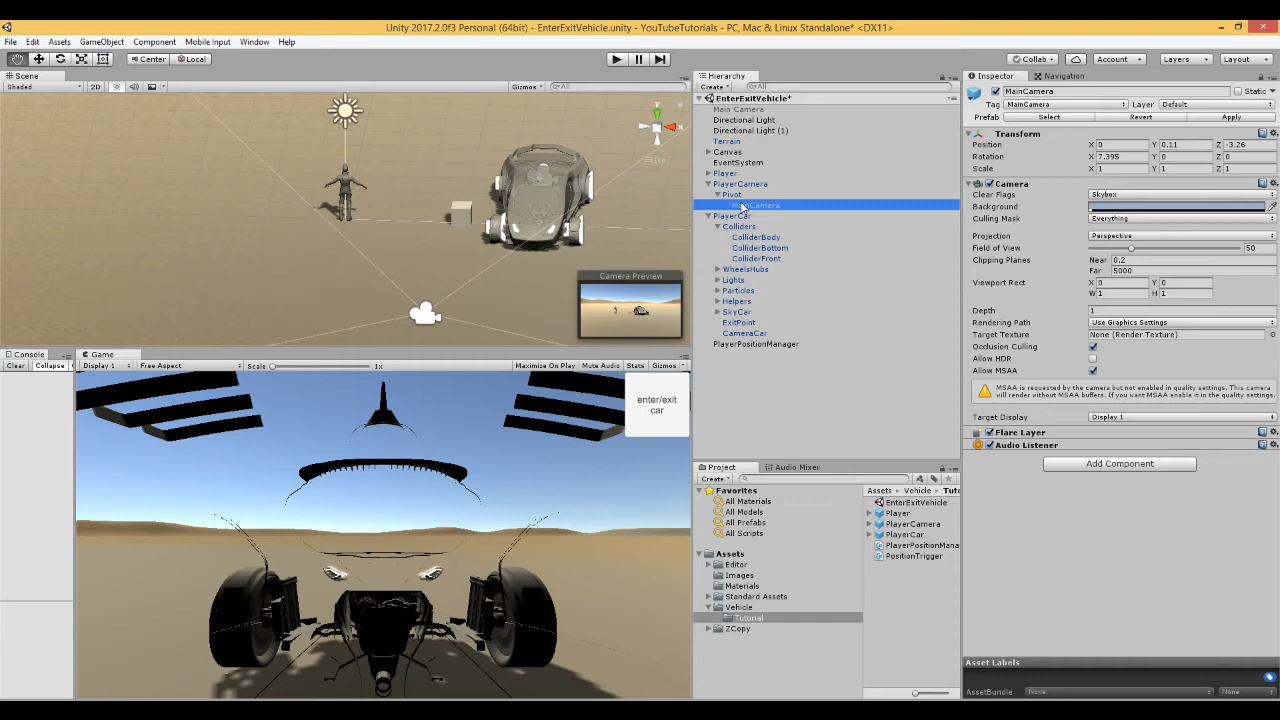 Unity 2017.2.0f3 Personal (64bit) - EnterExitVehicle.unity - YouTubeTutorials - PC, Mac & Linux Standalone* <DX11>
File Edit Assets GameObject Component Mobile Input Window Help
Center Local Collab Account Layers Layout
Scene
Shaded 2D Gizmos All
y
x
Iso
Camera Preview
Console Game
Clear Collapse Display 1 Free Aspect Scale 1x Maximize On Play Mute Audio Stats Gizmos
enter/exit
car
Hierarchy
Create All
EnterExitVehicle*
Main Camera
Directional Light
Directional Light (1)
Terrain
Canvas
EventSystem
Player
PlayerCamera
Pivot
MainCamera
PlayerCar
Colliders
ColliderBody
ColliderBottom
ColliderFront
WheelsHubs
Lights
Particles
Helpers
SkyCar
ExitPoint
CameraCar
PlayerPositionManager
Project Audio Mixer
Create
Favorites
All Materials
All Models
All Prefabs
All Scripts
Assets
Editor
Images
Materials
Standard Assets
Vehicle
Tutorial
ZCopy
Assets Vehicle Tuto
EnterExitVehicle
Player
PlayerCamera
PlayerCar
PlayerPositionMana
PositionTrigger
Inspector Navigation
MainCamera Static
Tag MainCamera Layer Default
Prefab Select Revert Apply
Transform
Position X 0 Y 0.11 Z -3.26
Rotation X 7.395 Y 0 Z 0
Scale X 1 Y 1 Z 1
Camera
Clear Flags Skybox
Background
Culling Mask Everything
Projection Perspective
Field of View 50
Clipping Planes Near 0.2
Far 5000
Viewport Rect X 0 Y 0
W 1 H 1
Depth 1
Rendering Path Use Graphics Settings
Target Texture None (Render Texture)
Occlusion Culling
Allow HDR
Allow MSAA
MSAA is requested by the camera but not enabled in quality settings. This camera
will render without MSAA buffers. If you want MSAA enable it in the quality settings.
Target Display Display 1
Flare Layer
Audio Listener
Add Component
Asset Labels
AssetBundle None None